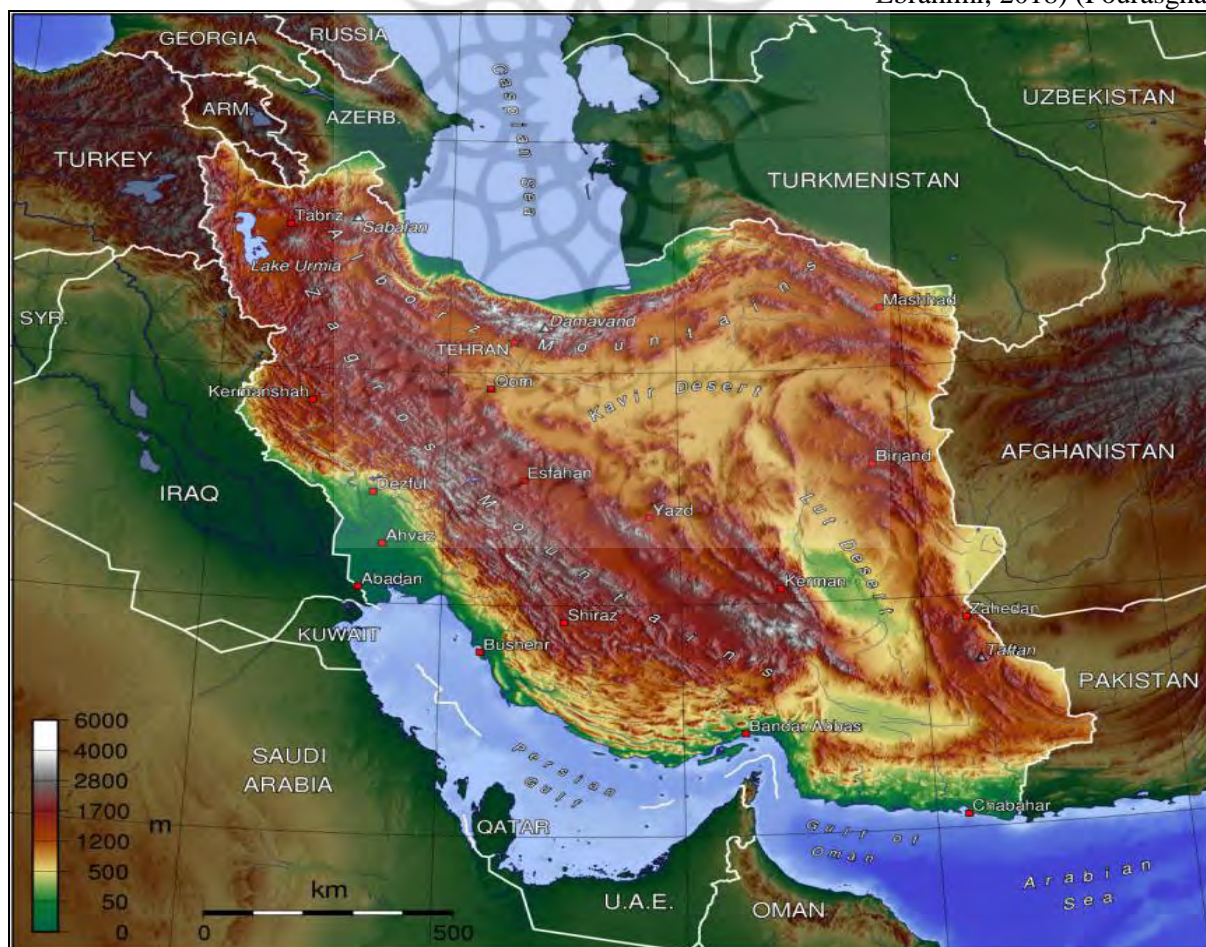 Ebrahimi, 2018) (Pourasgha
GEORGIA
RUSSIA
ARM.
AZERB.
TURKEY
Caspian Sea
UZBEKISTAN
TURKMENISTAN
Tabriz
Sabalan
Lake Urmia
Alborz Mountains
Mashhad
SYR.
Damavand
TEHRAN
Zagros Mountains
Qom
Kavir Desert
Kermanshah
AFGHANISTAN
Birjand
Esfahan
IRAQ
Dezful
Yazd
Lut Desert
Ahvaz
Abadan
Kerman
Zahedan
KUWAIT
Shiraz
Bushehr
Taftan
PAKISTAN
Bandar Abbas
SAUDI
ARABIA
Persian
Gulf
QATAR
Chabahar
Gulf of
Oman
Arabian
Sea
U.A.E.
OMAN
6000
4000
2800
1700
1200
500
50
0
m
km
0
500